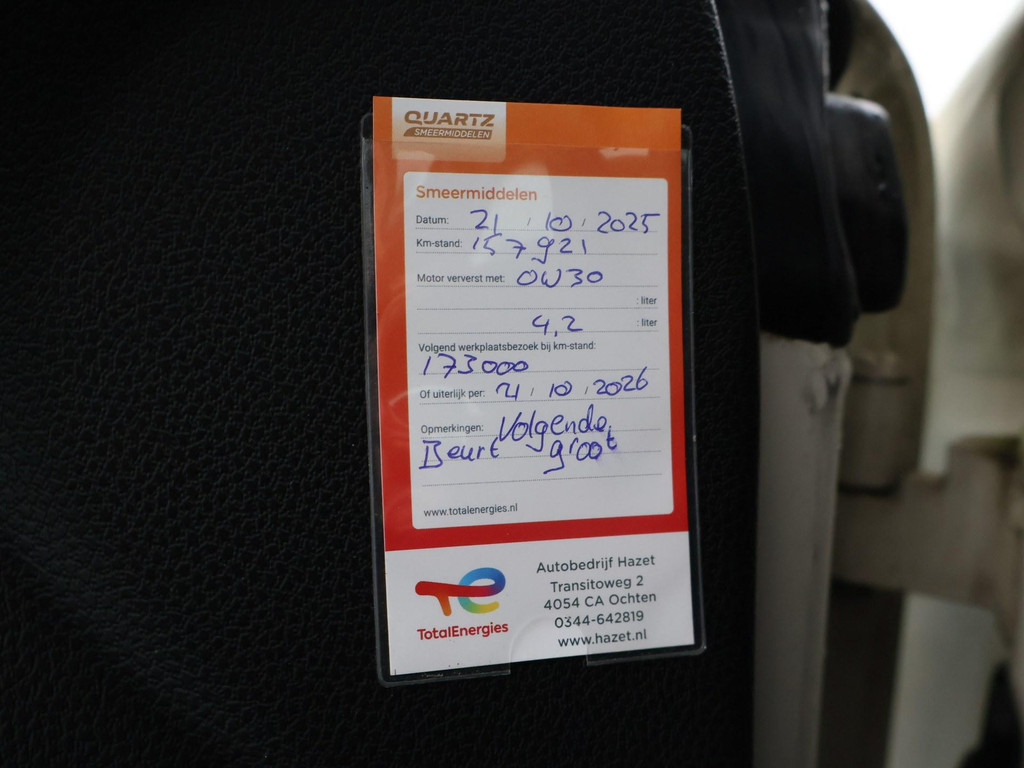 QUARTZ
SMEERMIDDELEN
Smeermiddelen
Datum: 21 / 10 / 2025
Km-stand: 157921
Motor ververst met: 0W30
: liter
4,2 : liter
Volgend werkplaatsbezoek bij km-stand:
173000
Of uiterlijk per: 21 / 10 / 2026
Opmerkingen: Volgende
Beurt groot
www.totalenergies.nl
TotalEnergies
Autobedrijf Hazet
Transitoweg 2
4054 CA Ochten
0344-642819
www.hazet.nl